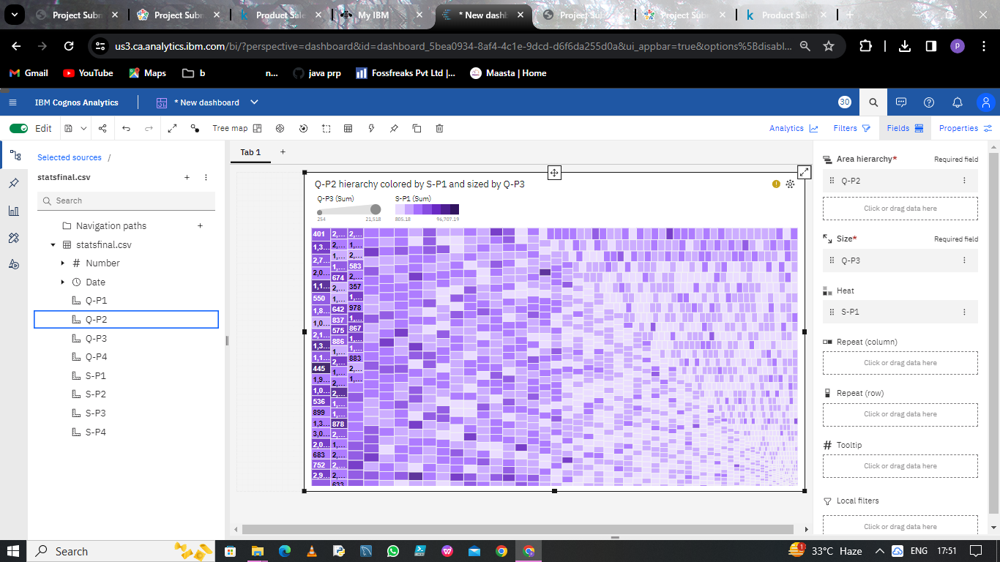 Project Subm
Project Subm
Product Sale
My IBM
* New dash
Project Subm
Project Subm
Product Sale
us3.ca.analytics.ibm.com/bi/?perspective=dashboard&id=dashboard_5bea0934-8af4-4c1e-9dcd-d6f6da255d0a&ui_appbar=true&options%5Bdisabl...
p
Gmail
YouTube
Maps
b
n...
java prp
Fossfreaks Pvt Ltd |...
Maasta | Home
IBM Cognos Analytics
* New dashboard
30
Edit
Tree map
Analytics
Filters
Fields
Properties
Selected sources /
statsfinal.csv
Search
Navigation paths
statsfinal.csv
Number
Date
Q-P1
Q-P2
Q-P3
Q-P4
S-P1
S-P2
S-P3
S-P4
Tab 1
Q-P2 hierarchy colored by S-P1 and sized by Q-P3
Q-P3 (Sum)
254 21,518
S-P1 (Sum)
805.18 96,707.19
401
1,3...
2,7...
2,0...
1,1...
550
1,8...
1,0...
2,1...
1,3...
1,1...
445
1,9...
1,0...
536
899
1,3...
3,0...
2,0...
683
752
2,9...
2,...
2,...
1,...
1,...
674
2,...
1,...
642
837
575
886
1,...
2,...
1,...
2,...
2,...
1,...
1,...
878
1,...
2,...
2,...
2,...
633
2,...
1,...
2,...
583
2,...
357
1,...
978
1,...
867
1,...
1,...
883
2,...
1,...
Area hierarchy* Required field
Q-P2
Click or drag data here
Size* Required field
Q-P3
Heat
S-P1
Repeat (column)
Click or drag data here
Repeat (row)
Click or drag data here
Tooltip
Click or drag data here
Local filters
Click or drag data here
Search
1
33°C Haze
ENG
17:51